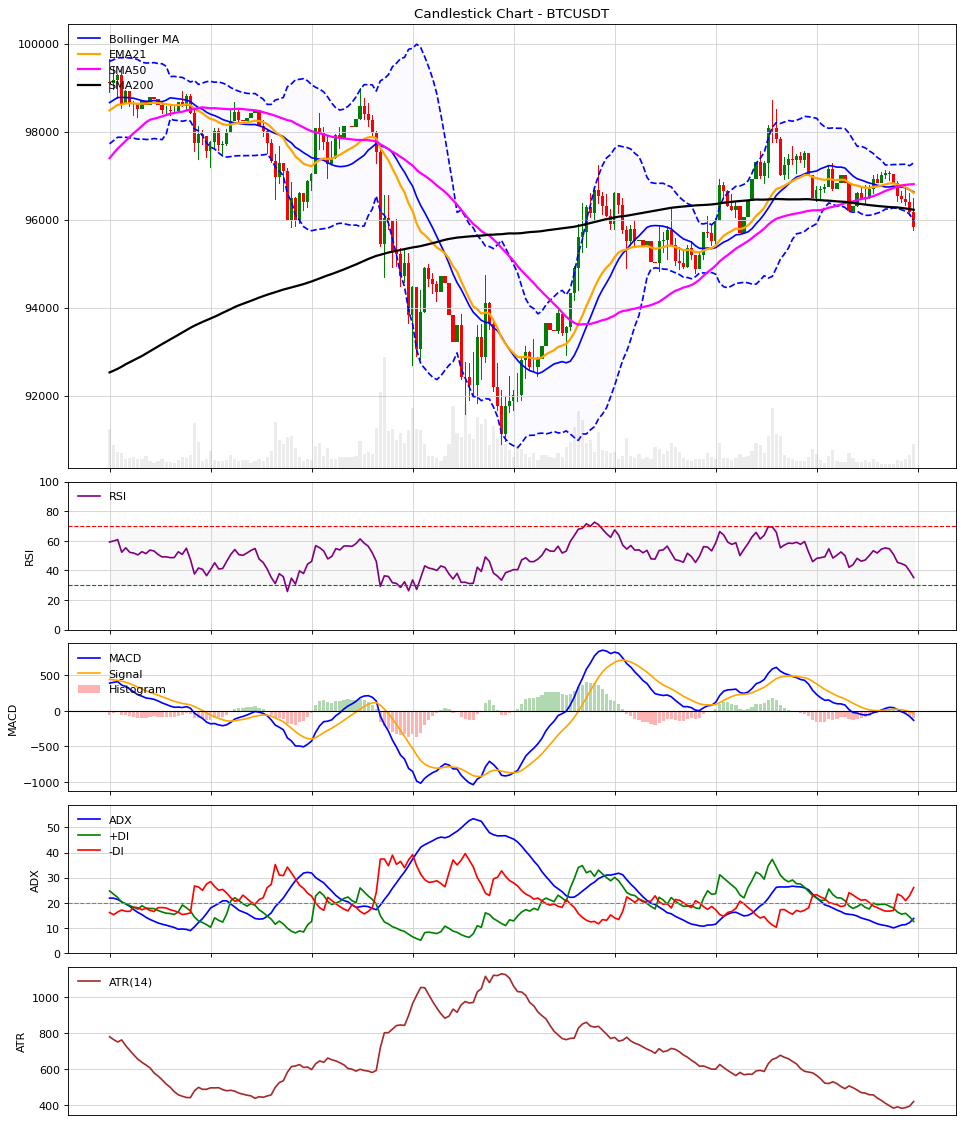 Candlestick Chart - BTCUSDT
100000
98000
96000
94000
92000
Bollinger MA
EMA21
SMA50
SMA200
100
80
60
40
20
0
RSI
RSI
500
0
−500
−1000
MACD
MACD
Signal
Histogram
50
40
30
20
10
0
ADX
ADX
+DI
-DI
1000
800
600
400
ATR
ATR(14)